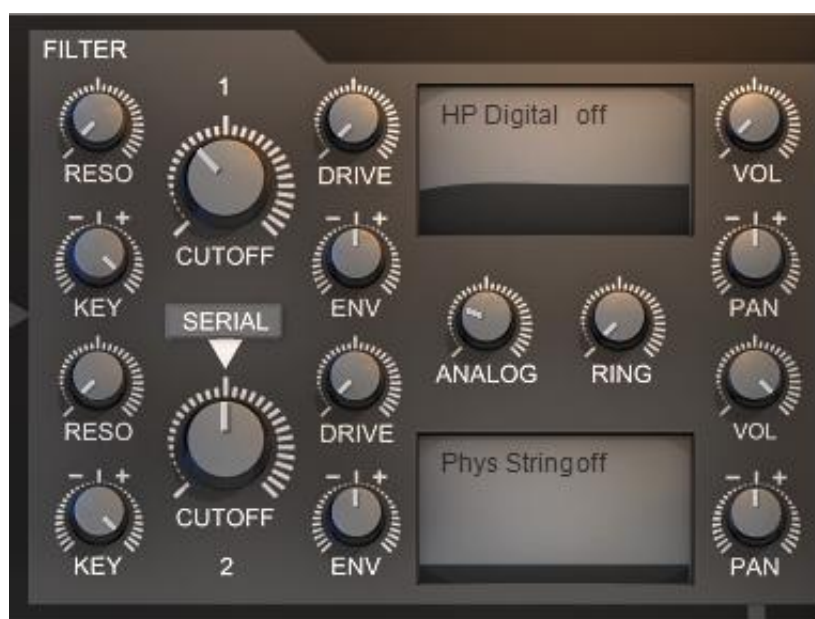 FILTER
1
RESO
CUTOFF
DRIVE
HP Digital off
VOL
- +
KEY
- +
ENV
ANALOG
RING
- +
PAN
SERIAL
RESO
CUTOFF
DRIVE
Phys String off
VOL
- +
KEY
2
- +
ENV
- +
PAN